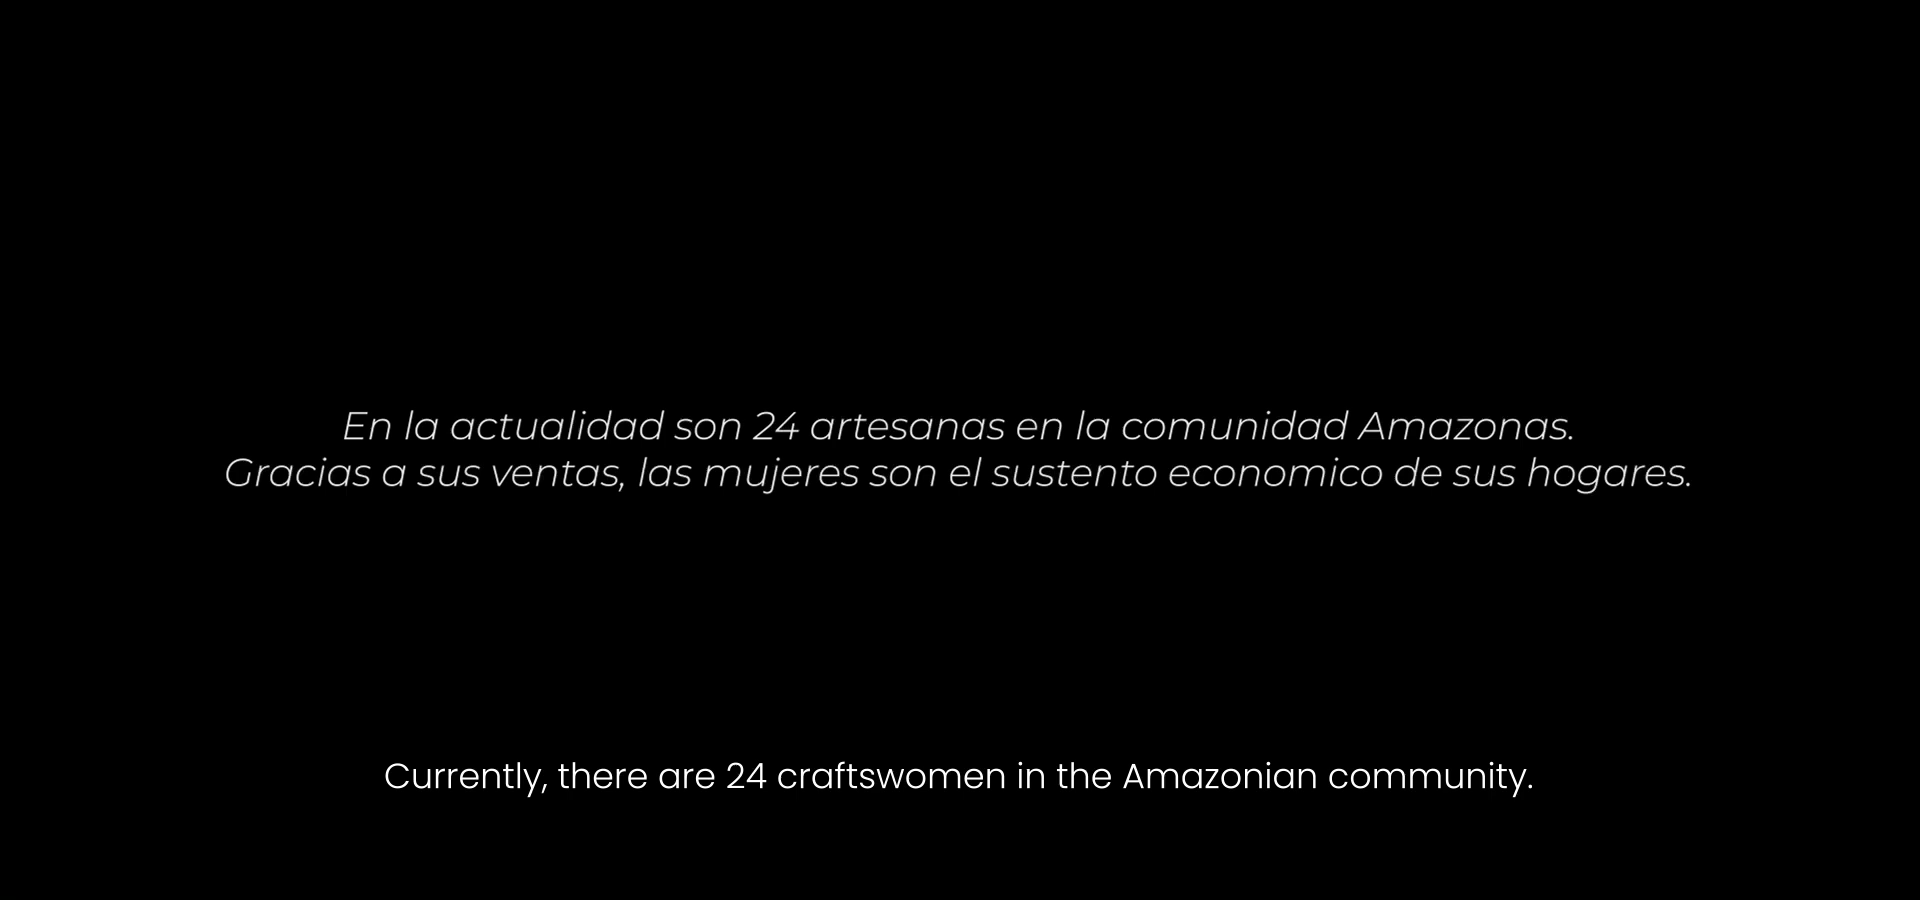 En la actualidad son 24 artesanas en la comunidad Amazonas.
Gracias a sus ventas, las mujeres son el sustento economico de sus hogares.
Currently, there are 24 craftswomen in the Amazonian community.